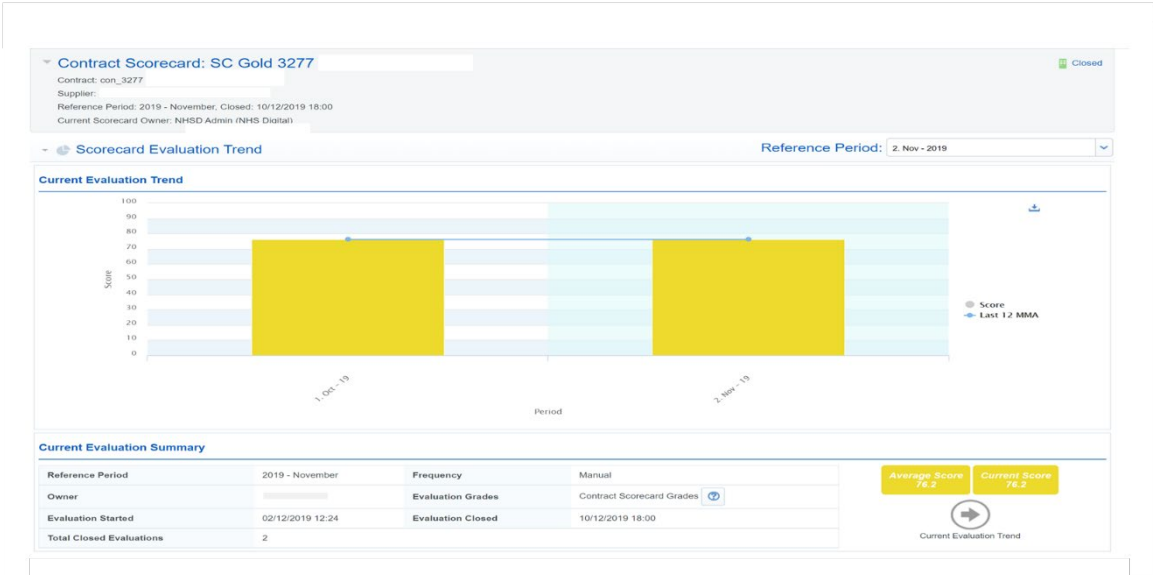 Contract Scorecard: SC Gold 3277
Closed
Contract: con_3277
Supplier:
Reference Period: 2019 - November, Closed: 10/12/2019 18:00
Current Scorecard Owner: NHSD Admin (NHS Digital)
Scorecard Evaluation Trend
Reference Period: 2. Nov - 2019
Current Evaluation Trend
100
90
80
70
60
50
40
30
20
10
0
Score
1. Oct - 19
2. Nov - 19
Period
Score
Last 12 MMA
Current Evaluation Summary
Reference Period 2019 - November Frequency Manual
Owner Evaluation Grades Contract Scorecard Grades ?
Evaluation Started 02/12/2019 12:24 Evaluation Closed 10/12/2019 18:00
Total Closed Evaluations 2
Average Score
76.2
Current Score
76.2
Current Evaluation Trend